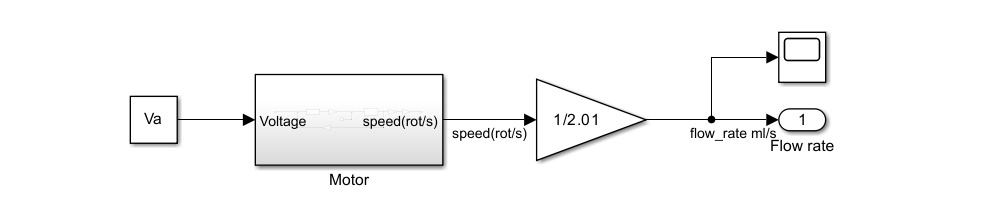 Va
Voltage
speed(rot/s)
Motor
speed(rot/s)
1/2.01
flow_rate ml/s
1
Flow rate